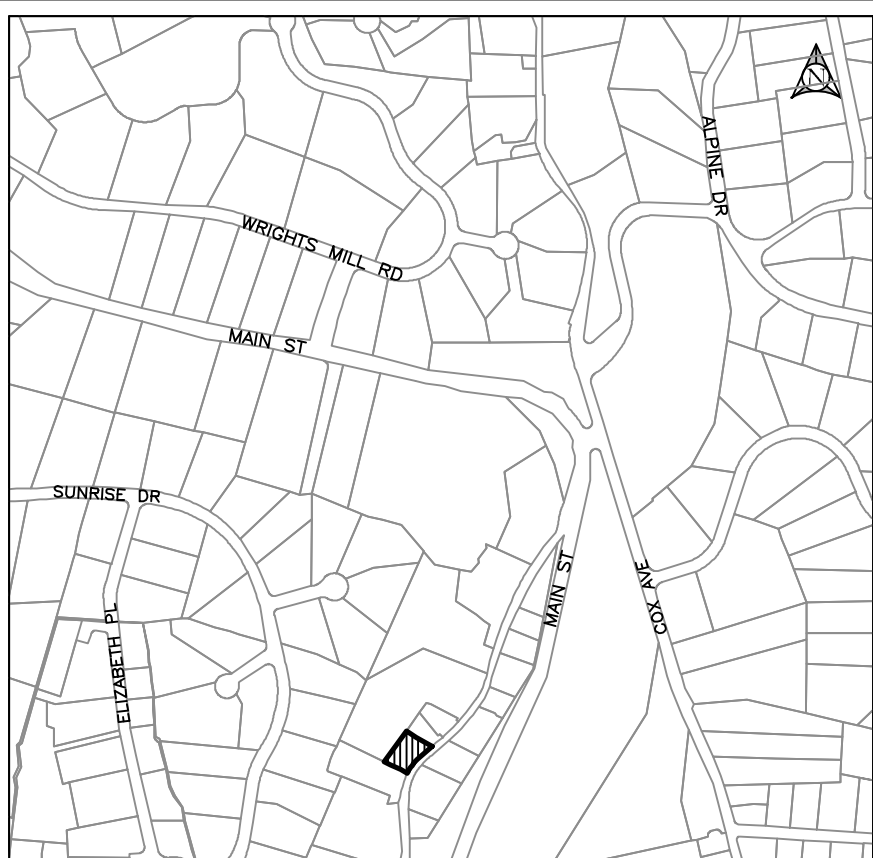 N
ALPINE DR
WRIGHTS MILL RD
MAIN ST
SUNRISE DR
MAIN ST
COX AVE
ELIZABETH PL